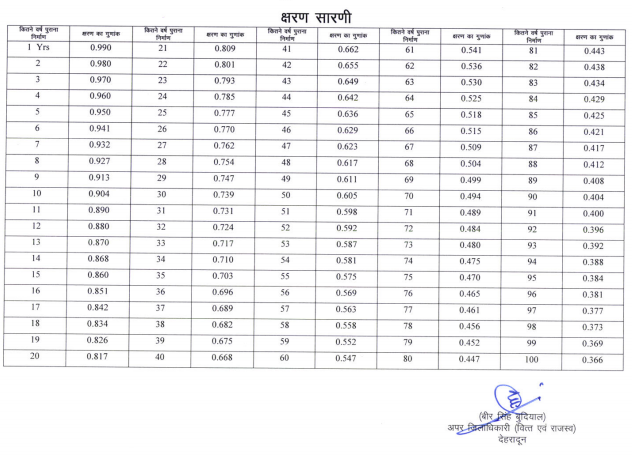 क्षरण सारणी
कितने वर्ष पुराना निर्माण क्षरण का गुणांक कितने वर्ष पुराना निर्माण क्षरण का गुणांक कितने वर्ष पुराना निर्माण क्षरण का गुणांक कितने वर्ष पुराना निर्माण क्षरण का गुणांक कितने वर्ष पुराना निर्माण क्षरण का गुणांक
1 Yrs 0.990 21 0.809 41 0.662 61 0.541 81 0.443
2 0.980 22 0.801 42 0.655 62 0.536 82 0.438
3 0.970 23 0.793 43 0.649 63 0.530 83 0.434
4 0.960 24 0.785 44 0.642 64 0.525 84 0.429
5 0.950 25 0.777 45 0.636 65 0.518 85 0.425
6 0.941 26 0.770 46 0.629 66 0.515 86 0.421
7 0.932 27 0.762 47 0.623 67 0.509 87 0.417
8 0.927 28 0.754 48 0.617 68 0.504 88 0.412
9 0.913 29 0.747 49 0.611 69 0.499 89 0.408
10 0.904 30 0.739 50 0.605 70 0.494 90 0.404
11 0.890 31 0.731 51 0.598 71 0.489 91 0.400
12 0.880 32 0.724 52 0.592 72 0.484 92 0.396
13 0.870 33 0.717 53 0.587 73 0.480 93 0.392
14 0.868 34 0.710 54 0.581 74 0.475 94 0.388
15 0.860 35 0.703 55 0.575 75 0.470 95 0.384
16 0.851 36 0.696 56 0.569 76 0.465 96 0.381
17 0.842 37 0.689 57 0.563 77 0.461 97 0.377
18 0.834 38 0.682 58 0.558 78 0.456 98 0.373
19 0.826 39 0.675 59 0.552 79 0.452 99 0.369
20 0.817 40 0.668 60 0.547 80 0.447 100 0.366
(बीर सिंह बुदियाल)
अपर जिलाधिकारी (वित्त एवं राजस्व)
देहरादून